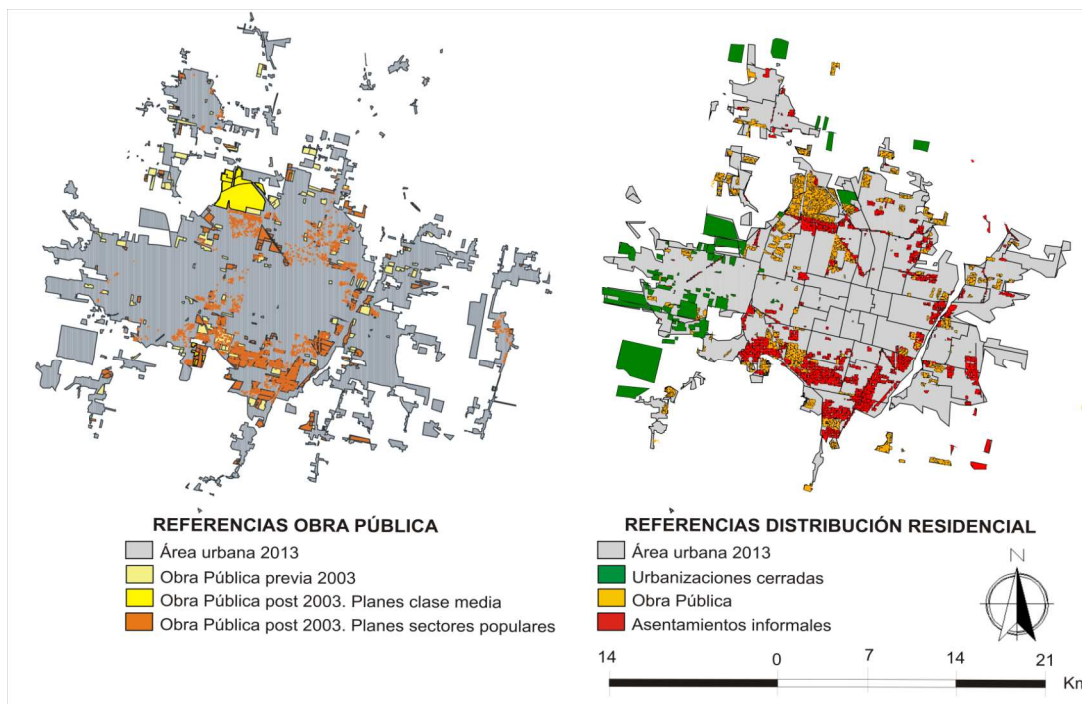 REFERENCIAS OBRA PÚBLICA
Área urbana 2013
Obra Pública previa 2003
Obra Pública post 2003. Planes clase media
Obra Pública post 2003. Planes sectores populares
REFERENCIAS DISTRIBUCIÓN RESIDENCIAL
Área urbana 2013
Urbanizaciones cerradas
Obra Pública
Asentamientos informales
N
14 0 7 14 21
Km